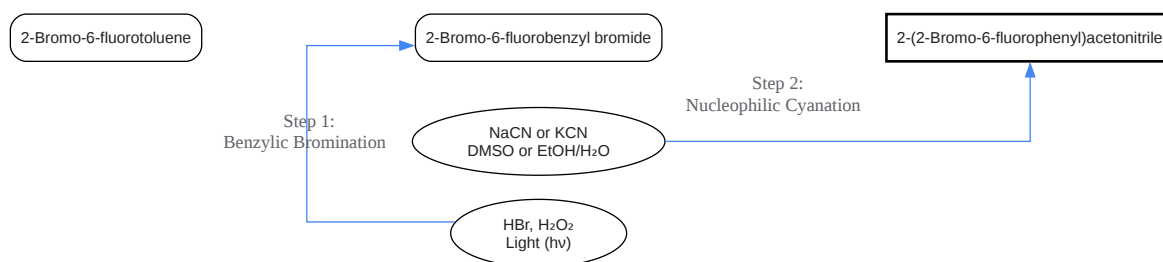 2-Bromo-6-fluorotoluene
2-Bromo-6-fluorobenzyl bromide
2-(2-Bromo-6-fluorophenyl)acetonitrile
Step 1:
Benzylic Bromination
NaCN or KCN
DMSO or EtOH/H₂O
Step 2:
Nucleophilic Cyanation
HBr, H₂O₂
Light (hν)